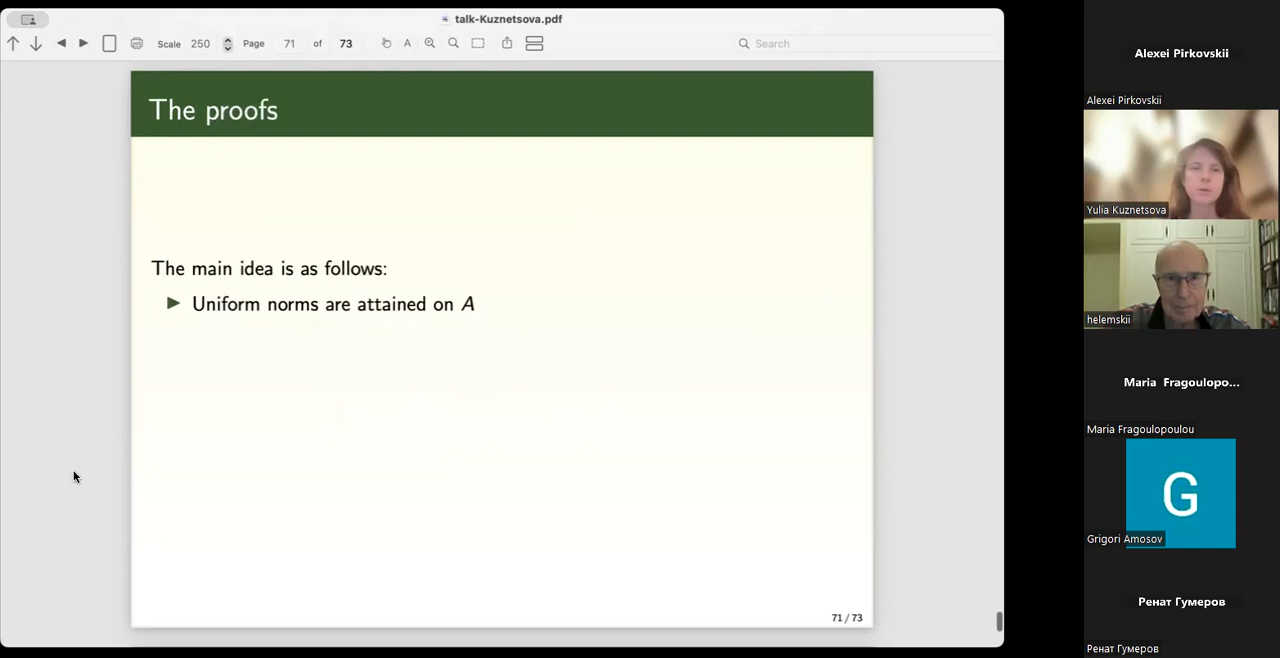 talk-Kuznetsova.pdf
Scale 250 Page 71 of 73 A Search
The proofs
The main idea is as follows:
Uniform norms are attained on A
71 / 73
Alexei Pirkovskii
Alexei Pirkovskii
Yulia Kuznetsova
helemskii
Maria Fragoulopo...
Maria Fragoulopoulou
G
Grigori Amosov
Ренат Гумеров
Ренат Гумеров